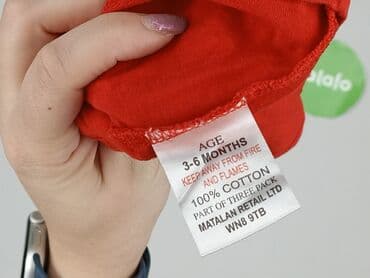 AGE
3-6 MONTHS
KEEP AWAY FROM FIRE
AND FLAMES
100% COTTON
PART OF THREE PACK
MATALAN RETAIL LTD
WN8 9TB